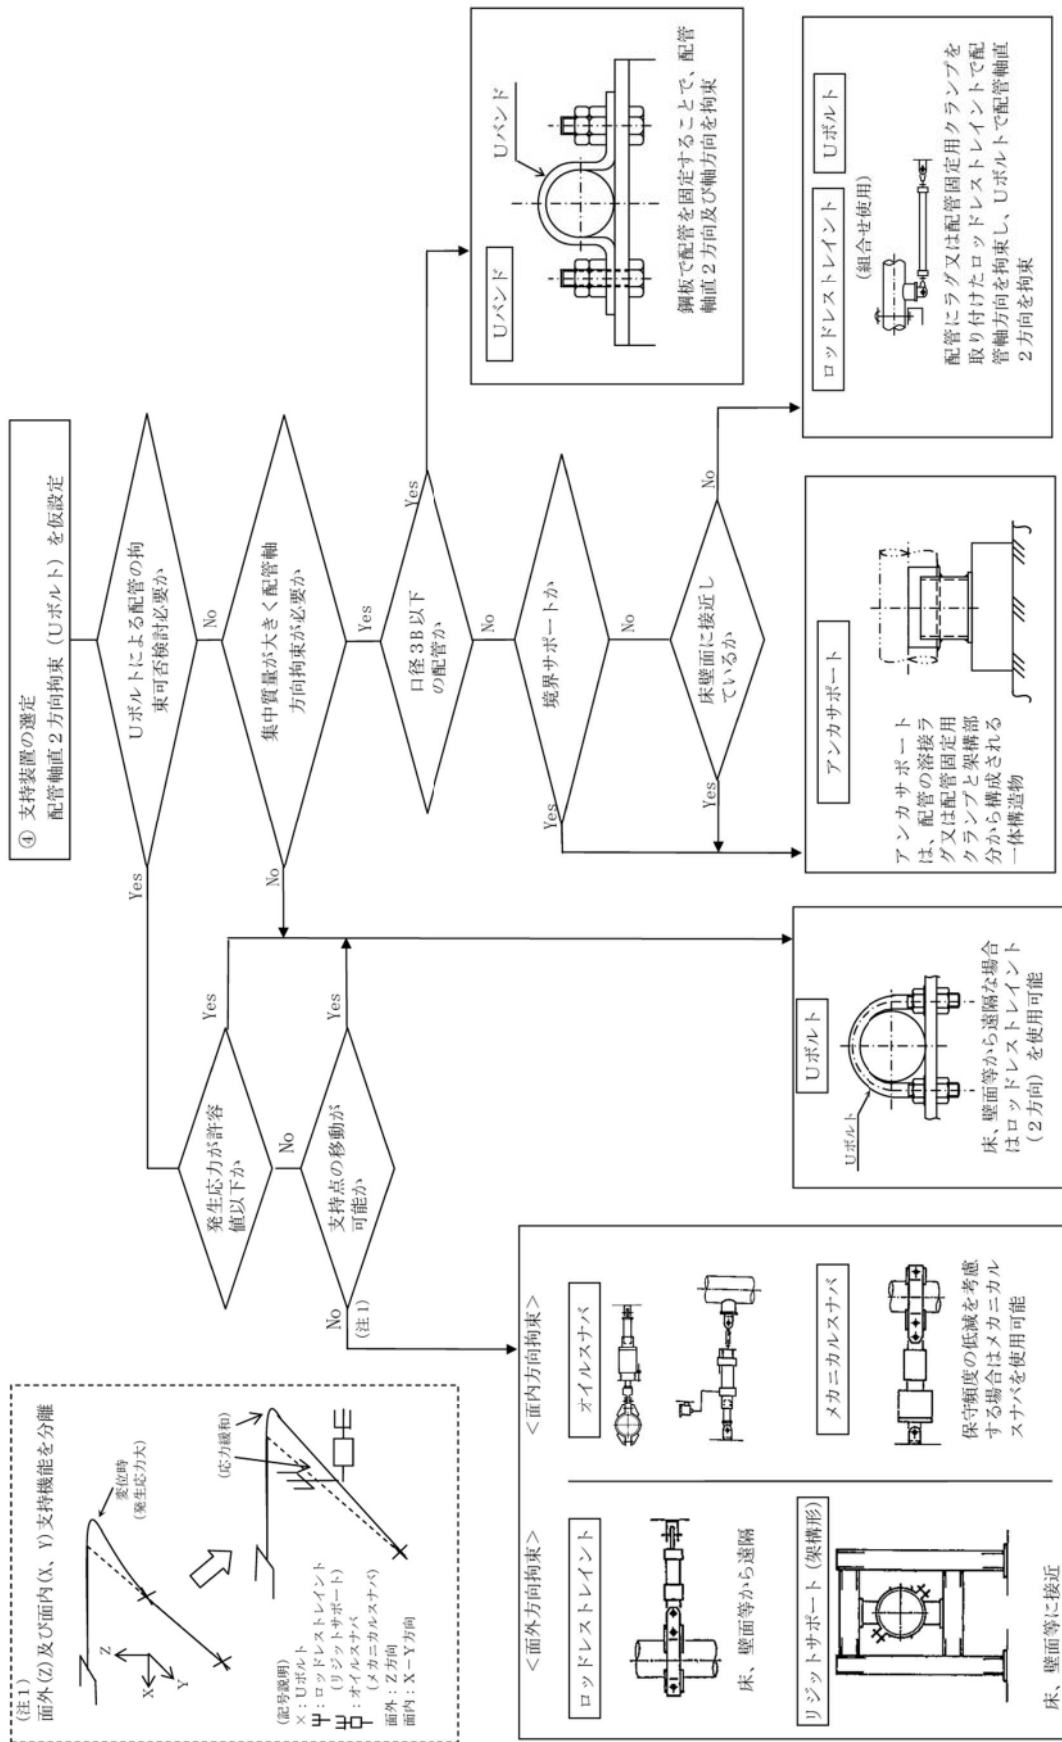 ④ 支持装置の選定
配管軸直2方向拘束（Uボルト）を仮設定
Uボルトによる配管の拘
束可否検討必要か
Yes
No
集中質量が大きく配管軸
方向拘束が必要か
No
Yes
口径3B以下
の配管か
Yes
No
境界サポートか
Yes
No
床壁面に接近し
ているか
Yes
No
発生応力が許容
値以下か
Yes
No
支持点の移動が
可能か
Yes
No
(注1)
(注1)
面外(Z)及び面内(X、Y)支持機能を分離
変位時
(発生応力大)
Z
X
Y
(応力緩和)
(記号説明)
× Uボルト
：ロッドレストレイント
(リジットサポート)
：オイルスナバ
(メカニカルスナバ)
面外：Z方向
面内：X－Y方向
＜面外方向拘束＞
ロッドレストレイント
床、壁面等から遠隔
リジットサポート(架構形)
床、壁面等に接近
＜面内方向拘束＞
オイルスナバ
メカニカルスナバ
保守頻度の低減を考慮
する場合はメカニカル
スナバを使用可能
Uボルト
Uボルト
床、壁面等から遠隔な場合
はロッドレストレイント
（2方向）を使用可能
アンカサポート
アンカサポート
は、配管の溶接ラ
グ又は配管固定用
クランプと架構部
分から構成される
一体構造物
Uバンド
Uバンド
鋼板で配管を固定することで、配管
軸直2方向及び軸方向を拘束
ロッドレストレイント
Uボルト
(組合せ使用)
配管にラグ又は配管固定用クランプを
取り付けたロッドレストレイントで配
管軸方向を拘束し、Uボルトで配管軸直
2方向を拘束